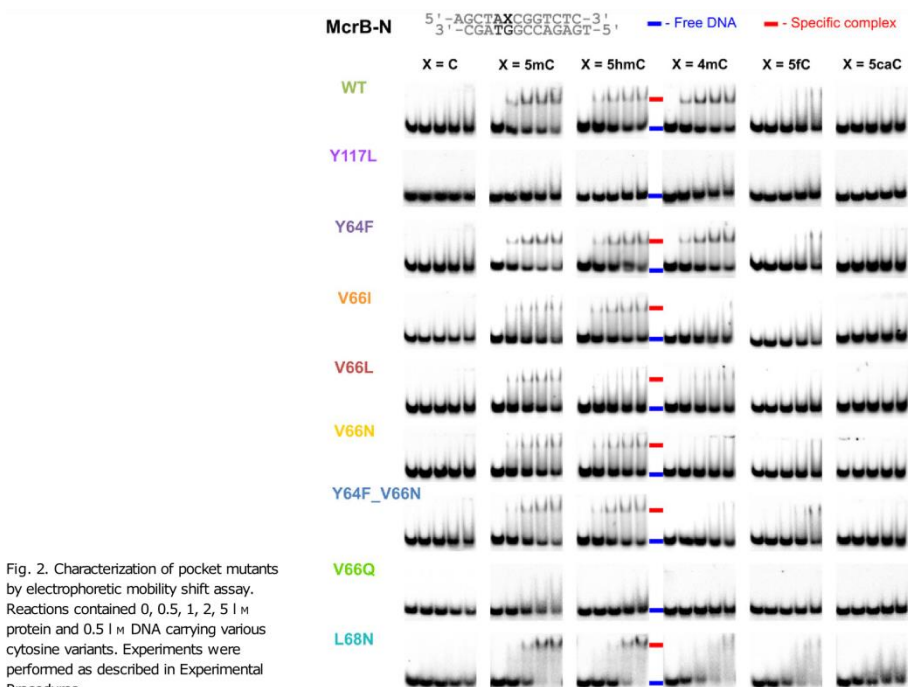 McrB-N
5'-AGCTAXCGGTCTC-3'
3'-CGATGGCCAGAGT-5'
- Free DNA
- Specific complex
X = C X = 5mC X = 5hmC X = 4mC X = 5fC X = 5caC
WT
Y117L
Y64F
V66I
V66L
V66N
Y64F_V66N
V66Q
L68N
Fig. 2. Characterization of pocket mutants
by electrophoretic mobility shift assay.
Reactions contained 0, 0.5, 1, 2, 5 l M
protein and 0.5 l M DNA carrying various
cytosine variants. Experiments were
performed as described in Experimental